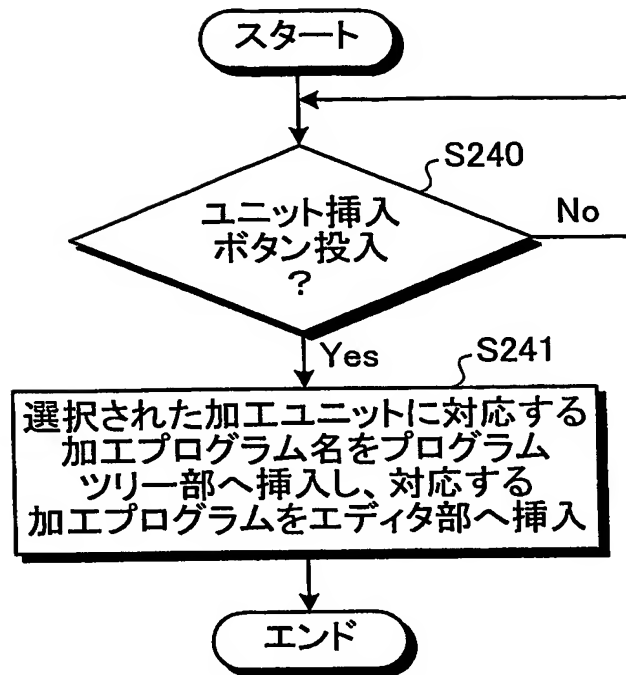 スタート
S240
ユニット挿入
ボタン投入
?
No
Yes
S241
選択された加工ユニットに対応する
加工プログラム名をプログラム
ツリー部へ挿入し、対応する
加工プログラムをエディタ部へ挿入
エンド